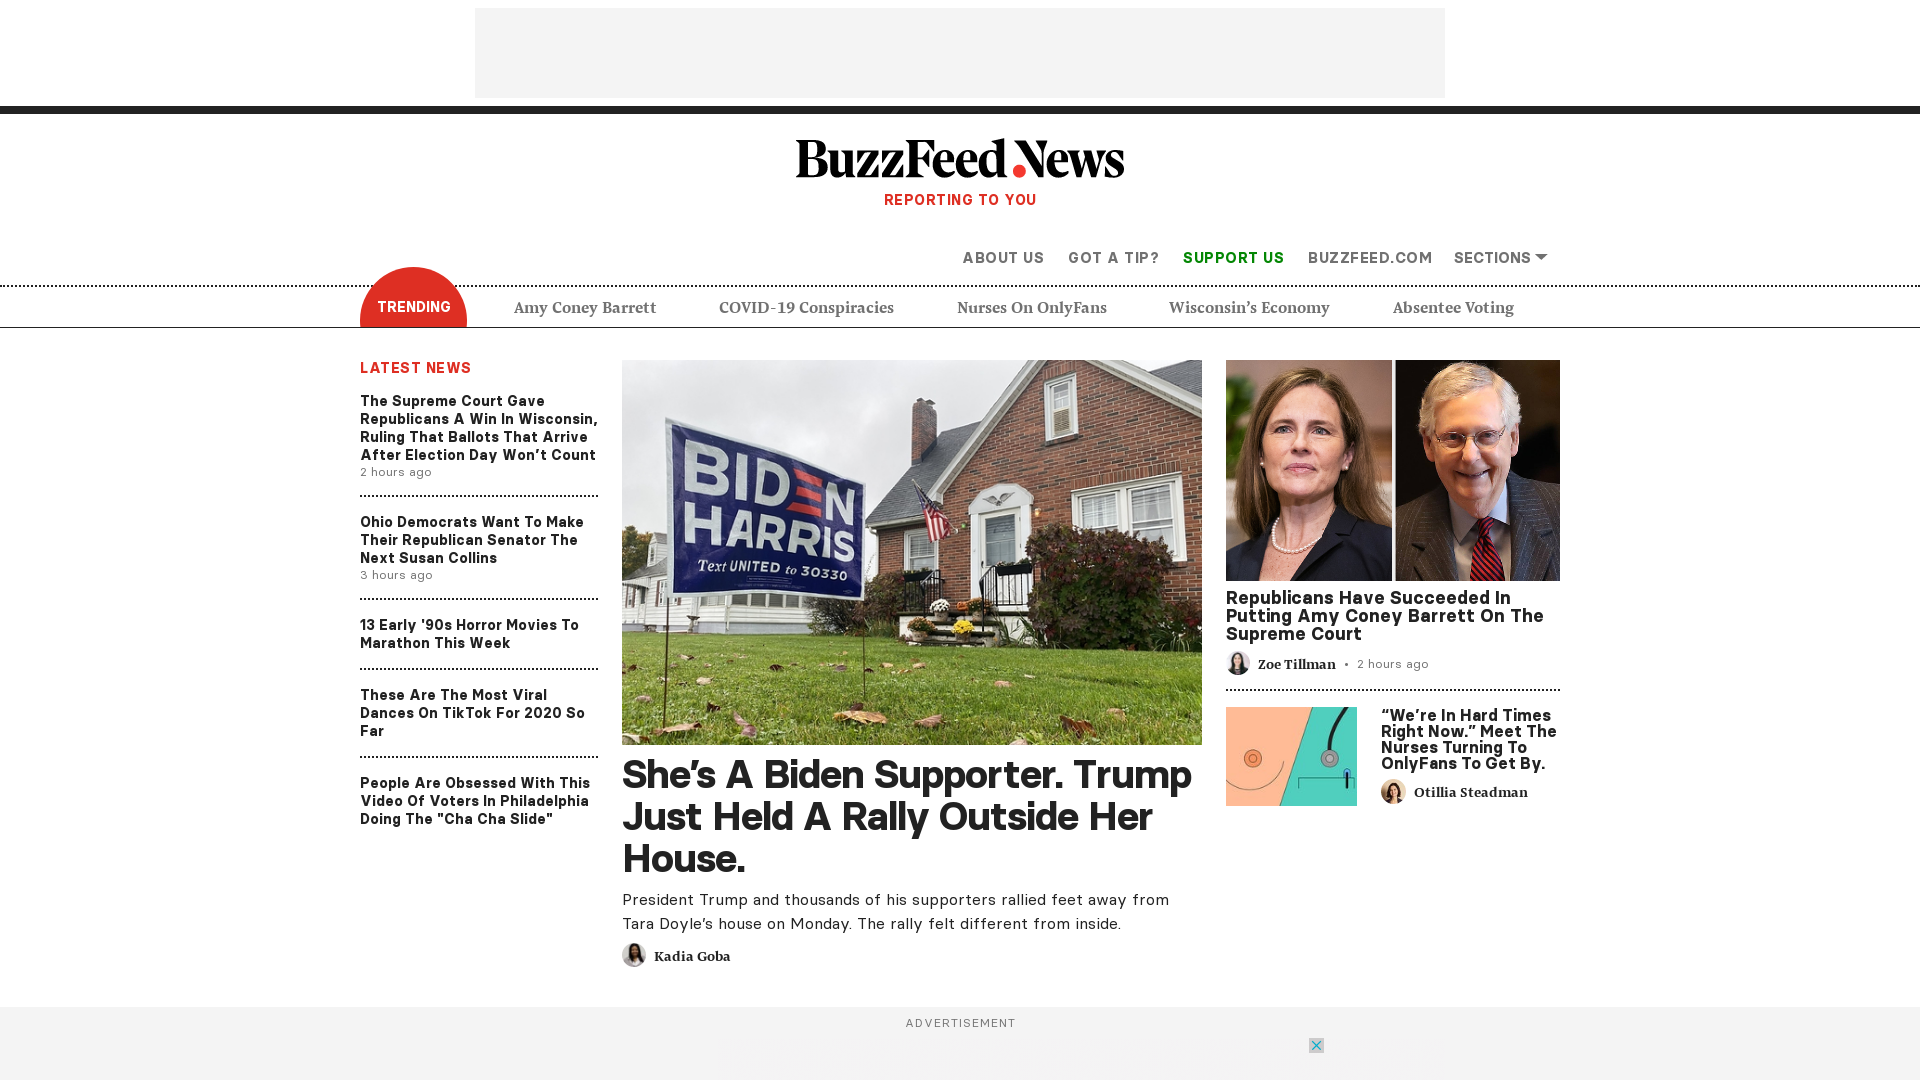 BuzzFeed News
REPORTING TO YOU
ABOUT US GOT A TIP? SUPPORT US BUZZFEED.COM SECTIONS
TRENDING Amy Coney Barrett COVID-19 Conspiracies Nurses On OnlyFans Wisconsin’s Economy Absentee Voting
LATEST NEWS
The Supreme Court Gave
Republicans A Win In Wisconsin,
Ruling That Ballots That Arrive
After Election Day Won’t Count
2 hours ago
Ohio Democrats Want To Make
Their Republican Senator The
Next Susan Collins
3 hours ago
13 Early '90s Horror Movies To
Marathon This Week
These Are The Most Viral
Dances On TikTok For 2020 So
Far
People Are Obsessed With This
Video Of Voters In Philadelphia
Doing The "Cha Cha Slide"
BIDEN
HARRIS
Text UNITED to 30330
She’s A Biden Supporter. Trump
Just Held A Rally Outside Her
House.
President Trump and thousands of his supporters rallied feet away from
Tara Doyle’s house on Monday. The rally felt different from inside.
Kadia Goba
Republicans Have Succeeded In
Putting Amy Coney Barrett On The
Supreme Court
Zoe Tillman • 2 hours ago
“We’re In Hard Times
Right Now.” Meet The
Nurses Turning To
OnlyFans To Get By.
Otillia Steadman
ADVERTISEMENT